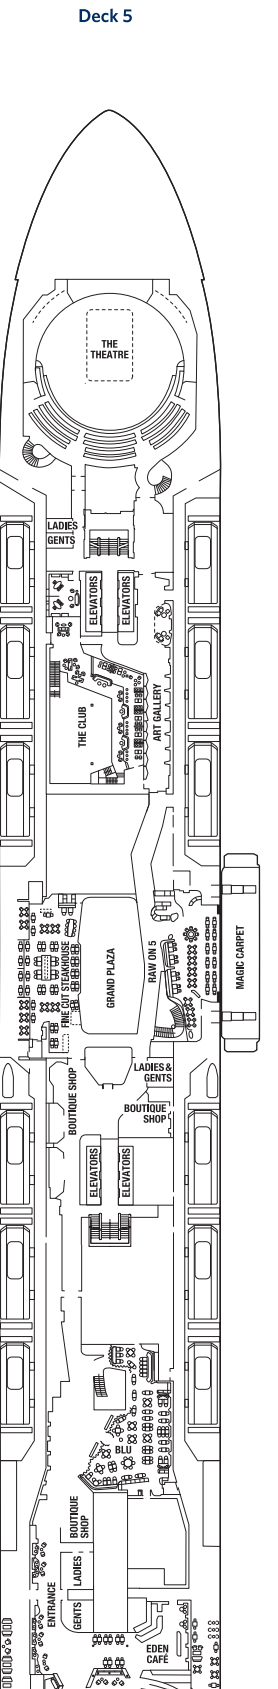 Deck 5
THE
THEATRE
LADIES
GENTS
ELEVATORS
ELEVATORS
THE CLUB
ART GALLERY
FINE CUT STEAKHOUSE
GRAND PLAZA
RAW ON 5
MAGIC CARPET
LADIES &
GENTS
BOUTIQUE SHOP
BOUTIQUE
SHOP
ELEVATORS
ELEVATORS
BLU
BOUTIQUE
SHOP
LADIES
ENTRANCE
GENTS
EDEN
CAFÉ